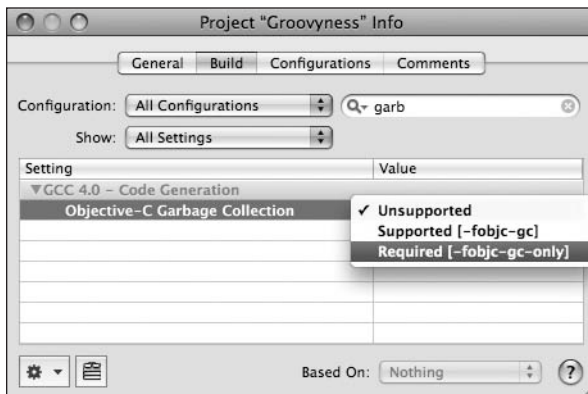 Project “Groovyness” Info
General Build Configurations Comments
Configuration: All Configurations garb
Show: All Settings
Setting Value
GCC 4.0 – Code Generation
Objective-C Garbage Collection ✓ Unsupported
Supported [-fobjc-gc]
Required [-fobjc-gc-only]
Based On: Nothing ?